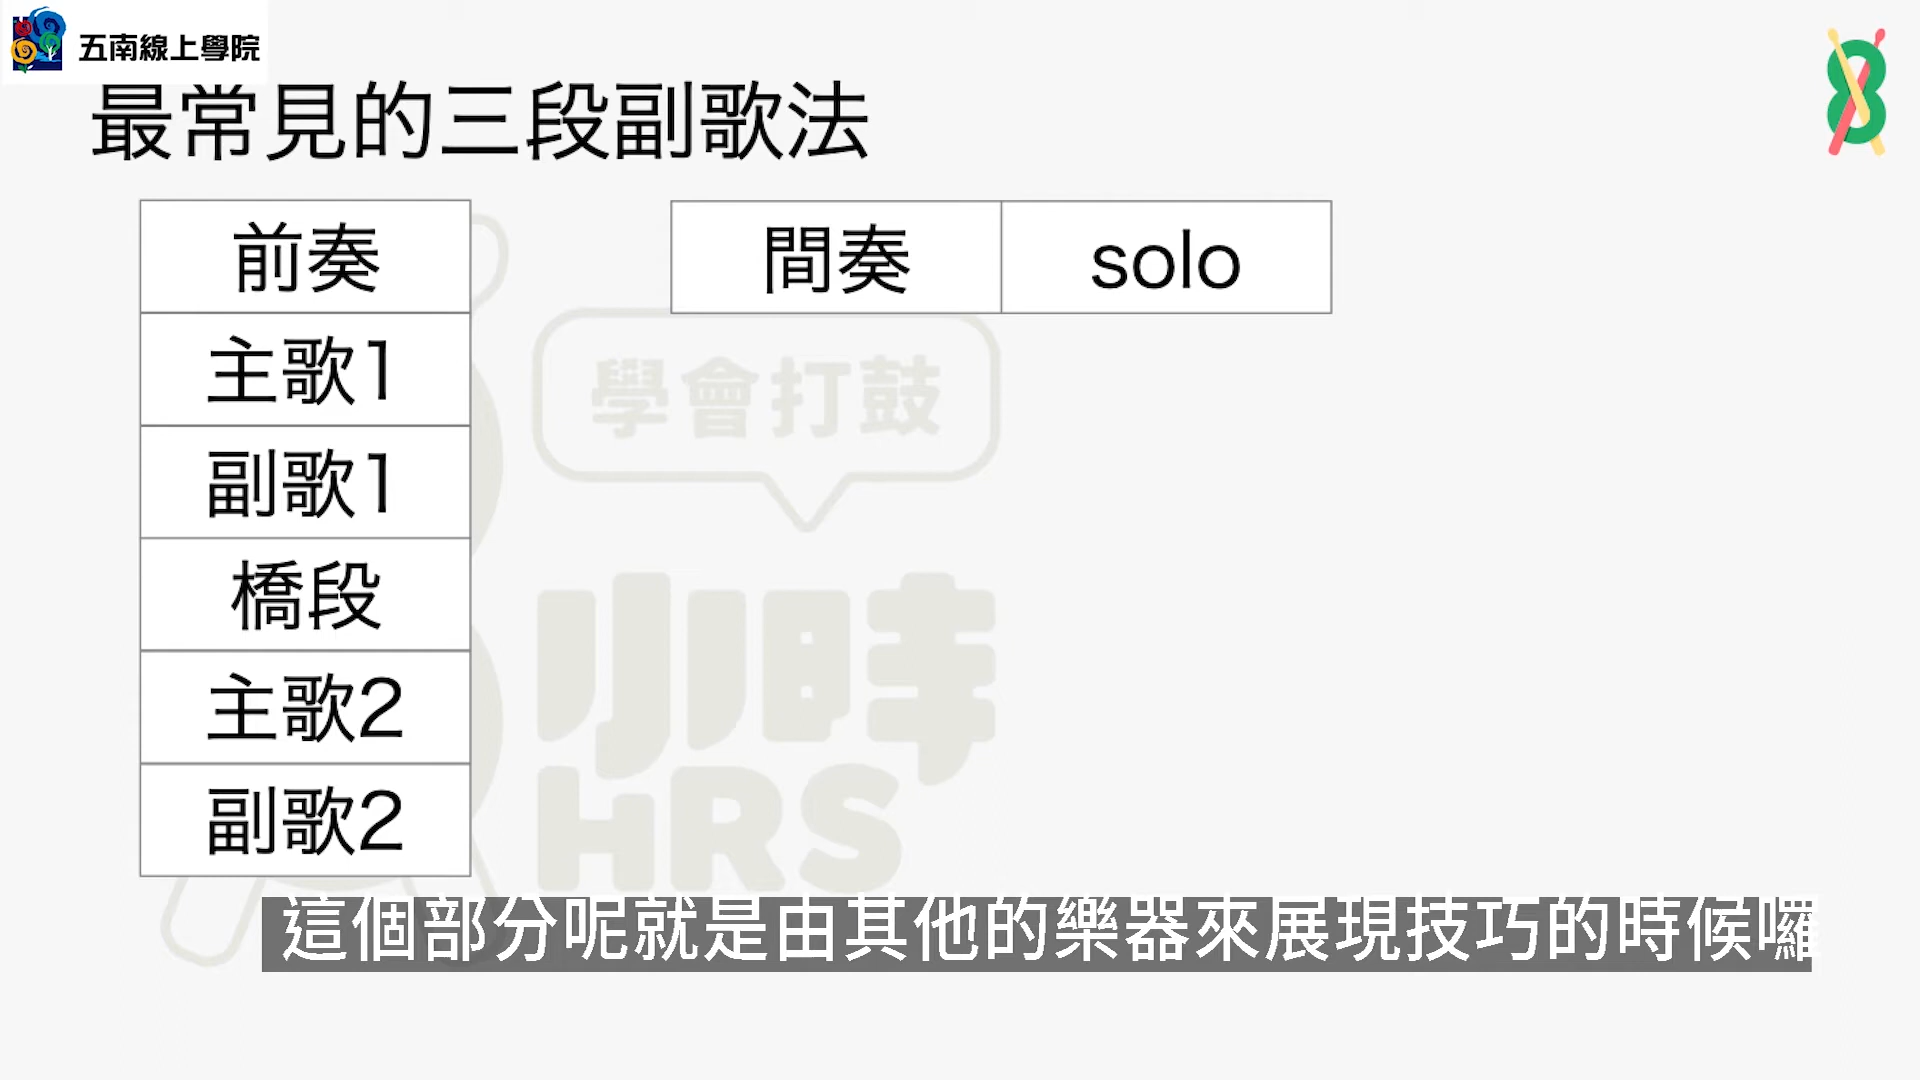 五南線上學院
最常見的三段副歌法
前奏
主歌1
副歌1
橋段
主歌2
副歌2
間奏 solo
學會打鼓
小時
HRS
這個部分呢就是由其他的樂器來展現技巧的時候囉